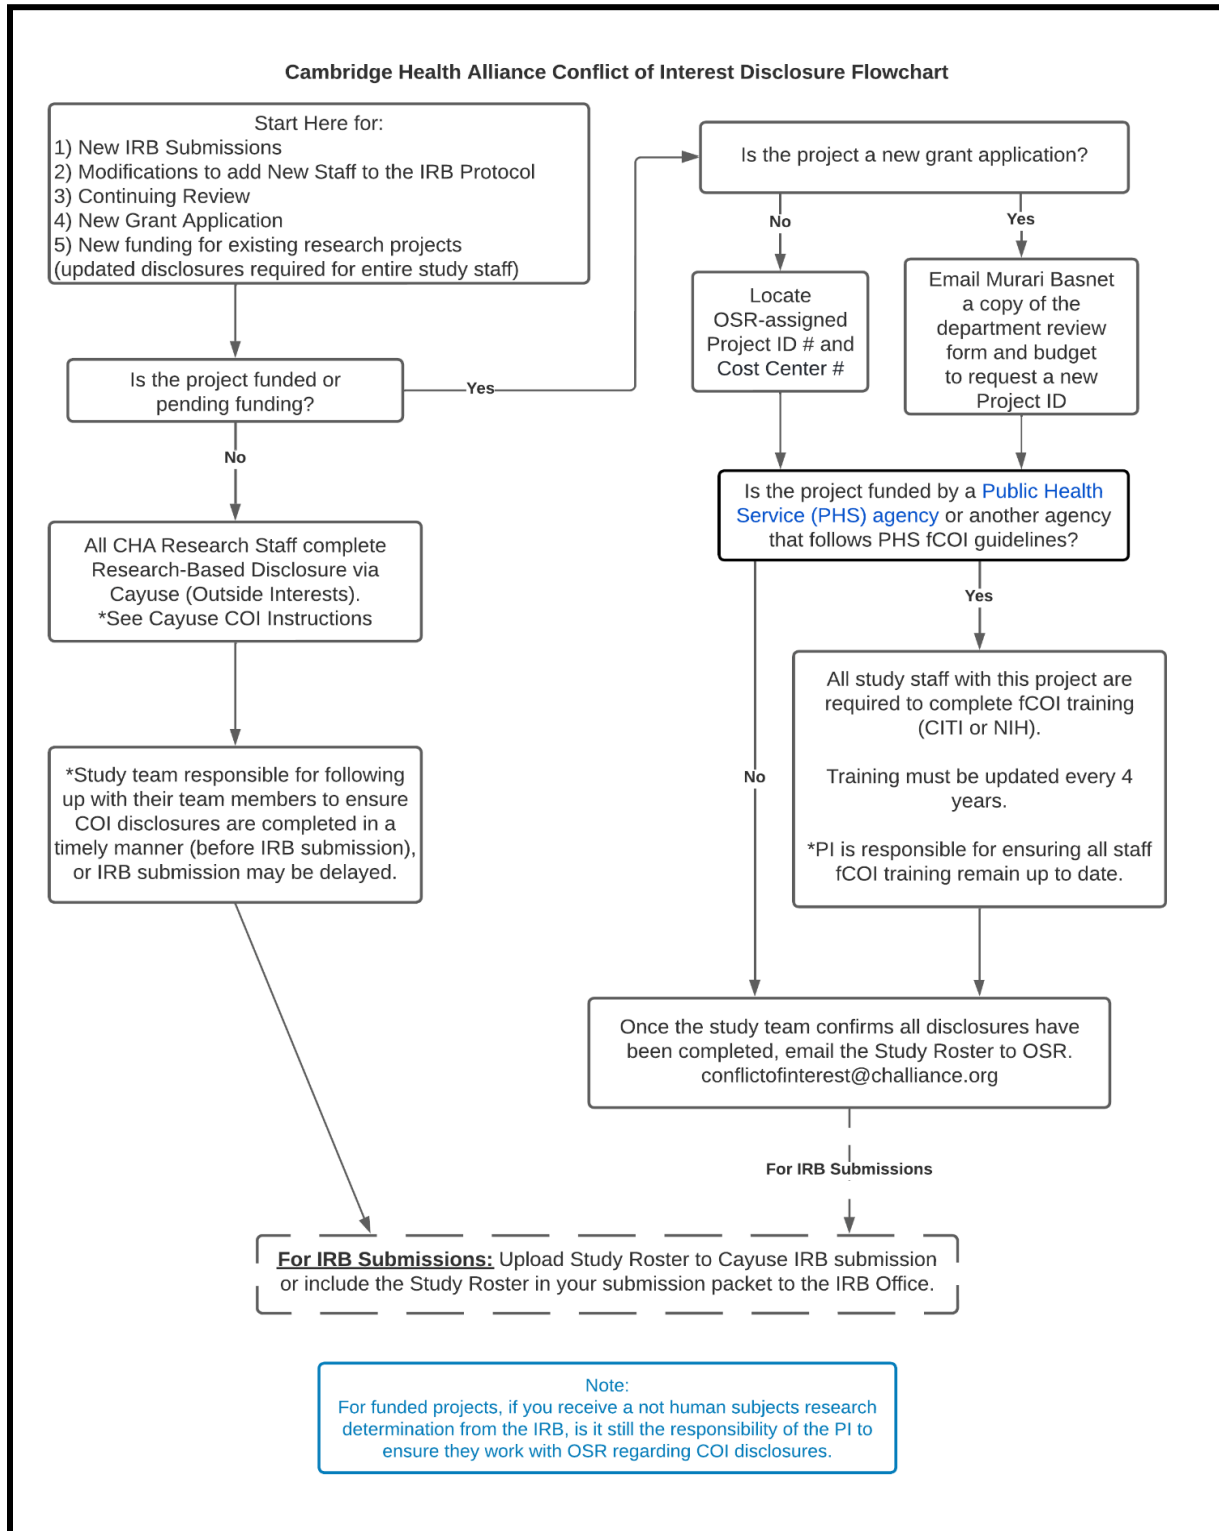 Cambridge Health Alliance Conflict of Interest Disclosure Flowchart
Start Here for:
1) New IRB Submissions
2) Modifications to add New Staff to the IRB Protocol
3) Continuing Review
4) New Grant Application
5) New funding for existing research projects
(updated disclosures required for entire study staff)
Is the project funded or
pending funding?
Yes
No
All CHA Research Staff complete
Research-Based Disclosure via
Cayuse (Outside Interests).
*See Cayuse COI Instructions
*Study team responsible for following
up with their team members to ensure
COI disclosures are completed in a
timely manner (before IRB submission),
or IRB submission may be delayed.
Is the project a new grant application?
No
Yes
Locate
OSR-assigned
Project ID # and
Cost Center #
Email Murari Basnet
a copy of the
department review
form and budget
to request a new
Project ID
Is the project funded by a Public Health
Service (PHS) agency or another agency
that follows PHS fCOI guidelines?
Yes
No
All study staff with this project are
required to complete fCOI training
(CITI or NIH).
Training must be updated every 4
years.
*PI is responsible for ensuring all staff
fCOI training remain up to date.
Once the study team confirms all disclosures have
been completed, email the Study Roster to OSR.
conflictofinterest@challiance.org
For IRB Submissions
For IRB Submissions: Upload Study Roster to Cayuse IRB submission
or include the Study Roster in your submission packet to the IRB Office.
Note:
For funded projects, if you receive a not human subjects research
determination from the IRB, is it still the responsibility of the PI to
ensure they work with OSR regarding COI disclosures.